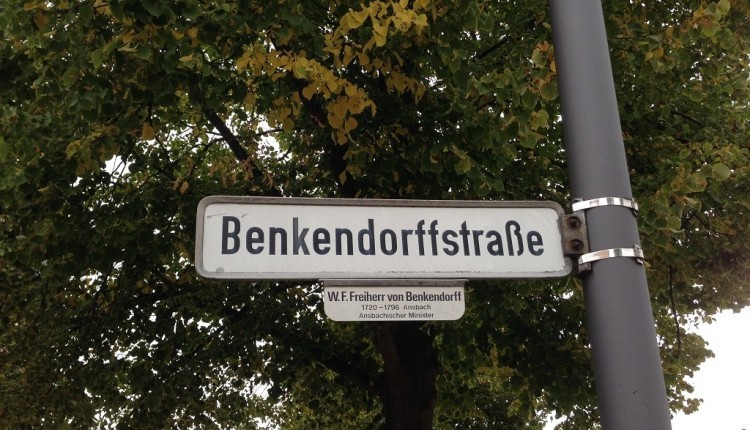 Benkendorffstraße
W. F. Freiherr von Benkendorff
1720 – 1796 Ansbach
Ansbachischer Minister